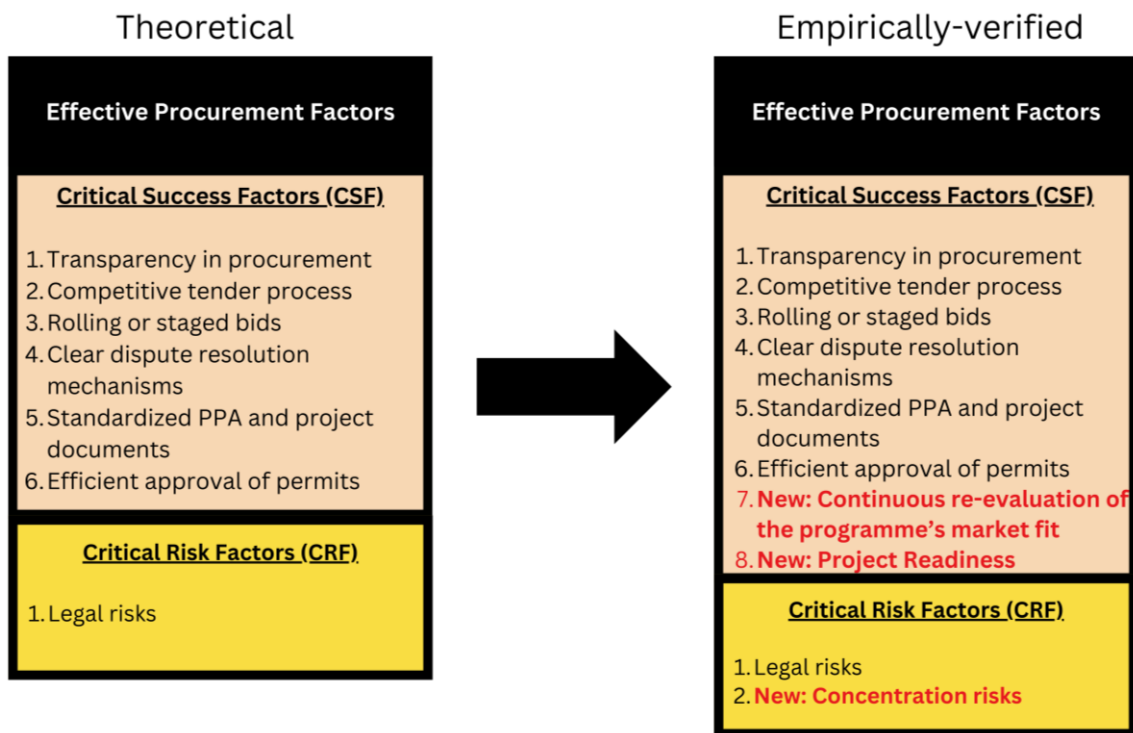 Theoretical
Effective Procurement Factors
Critical Success Factors (CSF)
1. Transparency in procurement
2. Competitive tender process
3. Rolling or staged bids
4. Clear dispute resolution
mechanisms
5. Standardized PPA and project
documents
6. Efficient approval of permits
Critical Risk Factors (CRF)
1. Legal risks
Empirically-verified
Effective Procurement Factors
Critical Success Factors (CSF)
1. Transparency in procurement
2. Competitive tender process
3. Rolling or staged bids
4. Clear dispute resolution
mechanisms
5. Standardized PPA and project
documents
6. Efficient approval of permits
7. New: Continuous re-evaluation of
the programme’s market fit
8. New: Project Readiness
Critical Risk Factors (CRF)
1. Legal risks
2. New: Concentration risks